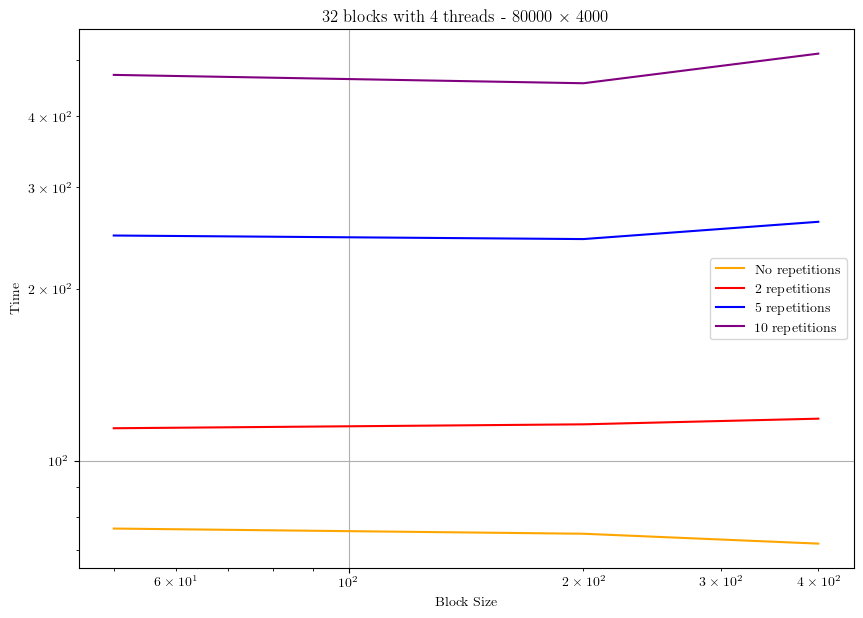 32 blocks with 4 threads - 80000 × 4000
4 × 10²
3 × 10²
2 × 10²
10²
Time
No repetitions
2 repetitions
5 repetitions
10 repetitions
6 × 10¹
10²
2 × 10²
3 × 10²
4 × 10²
Block Size